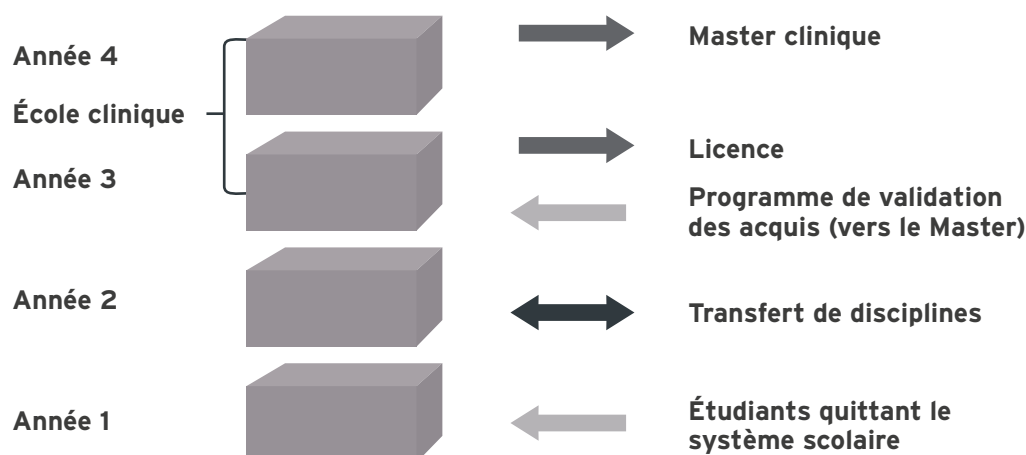 Année 4
Master clinique
École clinique
Licence
Année 3
Programme de validation
des acquis (vers le Master)
Année 2
Transfert de disciplines
Année 1
Étudiants quittant le
système scolaire